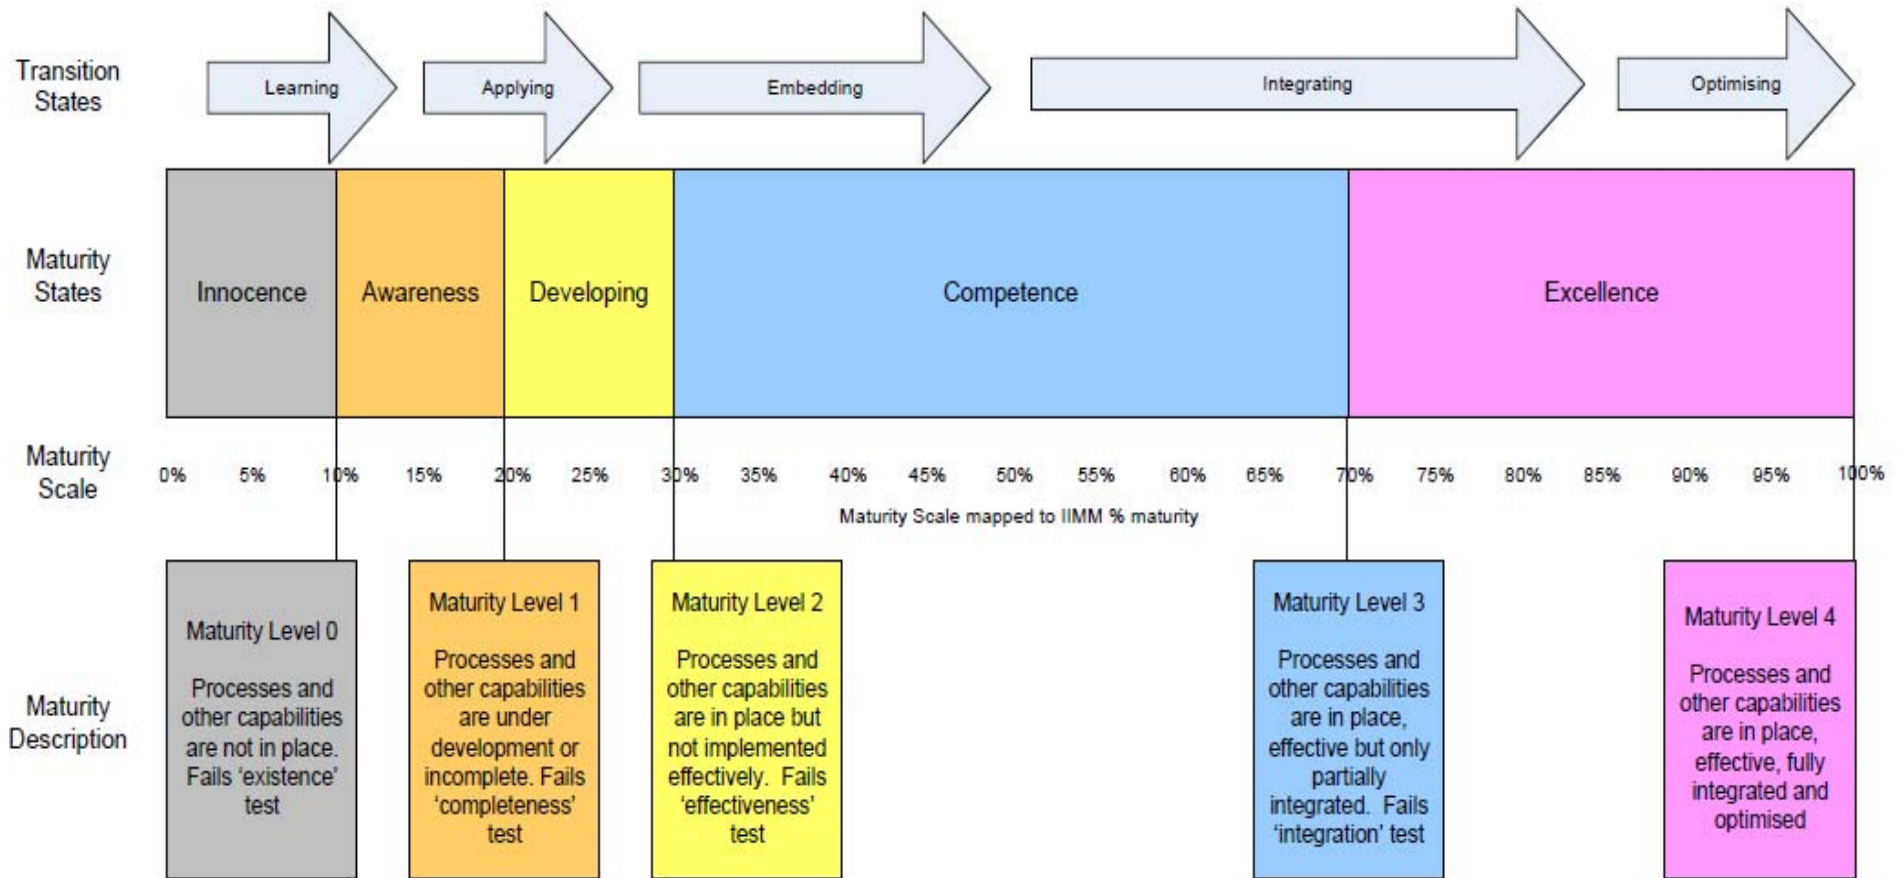 Transition
States
Learning
Applying
Embedding
Integrating
Optimising
Maturity
States
Innocence
Awareness
Developing
Competence
Excellence
Maturity
Scale
0% 5% 10% 15% 20% 25% 30% 35% 40% 45% 50% 55% 60% 65% 70% 75% 80% 85% 90% 95% 100%
Maturity Scale mapped to IIMM % maturity
Maturity
Description
Maturity Level 0
Processes and
other capabilities
are not in place.
Fails ‘existence’
test
Maturity Level 1
Processes and
other capabilities
are under
development or
incomplete. Fails
‘completeness’
test
Maturity Level 2
Processes and
other capabilities
are in place but
not implemented
effectively. Fails
‘effectiveness’
test
Maturity Level 3
Processes and
other capabilities
are in place,
effective but only
partially
integrated. Fails
‘integration’ test
Maturity Level 4
Processes and
other capabilities
are in place,
effective, fully
integrated and
optimised